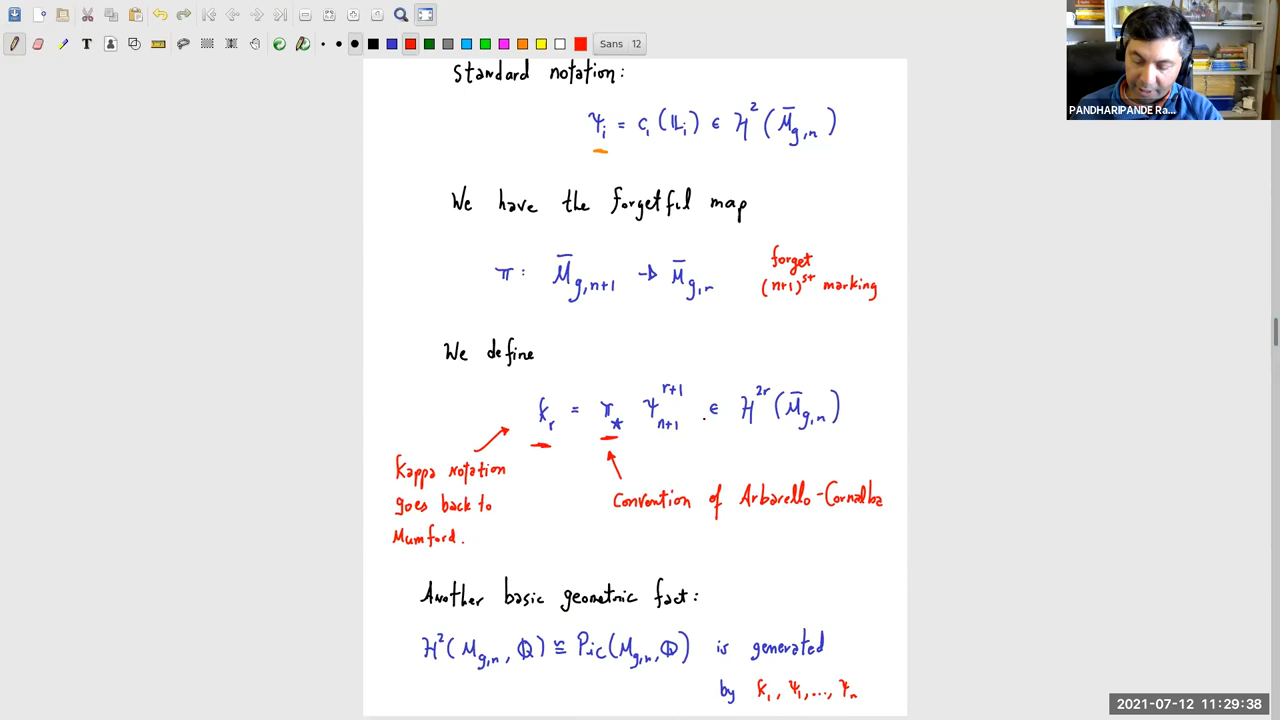 Sans 12
PANDHARIPANDE Ra...
Standard notation:
ψ_i = c_1(𝕃_i) ∈ H^2(M̄_{g,n})
We have the forgetful map
π: M̄_{g,n+1} → M̄_{g,n}
forget
(n+1)^{st} marking
We define
κ_r = π_* ψ_{n+1}^{r+1} ∈ H^{2r}(M̄_{g,n})
Kappa notation
goes back to
Mumford.
Convention of Arbarello-Cornalba
Another basic geometric fact:
H^2(M_{g,n}, ℚ) ≅ Pic(M_{g,n}, ℚ) is generated
by κ_1, ψ_1, ..., ψ_n
2021-07-12 11:29:38